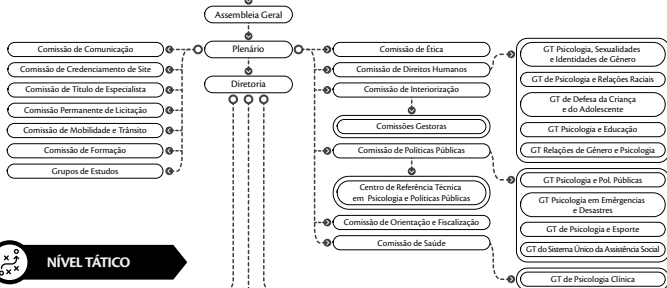 Assembleia Geral
Plenário
Diretoria
Comissão de Comunicação
Comissão de Credenciamento de Site
Comissão de Título de Especialista
Comissão Permanente de Licitação
Comissão de Mobilidade e Trânsito
Comissão de Formação
Grupos de Estudos
Comissão de Ética
Comissão de Direitos Humanos
Comissão de Interiorização
Comissões Gestoras
Comissão de Políticas Públicas
Centro de Referência Técnica
em Psicologia e Políticas Públicas
Comissão de Orientação e Fiscalização
Comissão de Saúde
GT Psicologia, Sexualidades
e Identidades de Gênero
GT de Psicologia e Relações Raciais
GT de Defesa da Criança
e do Adolescente
GT Psicologia e Educação
GT Relações de Gênero e Psicologia
GT Psicologia e Pol. Públicas
GT Psicologia em Emêrgencias
e Desastres
GT de Psicologia e Esporte
GT do Sistema Único da Assistência Social
GT de Psicologia Clínica
NÍVEL TÁTICO